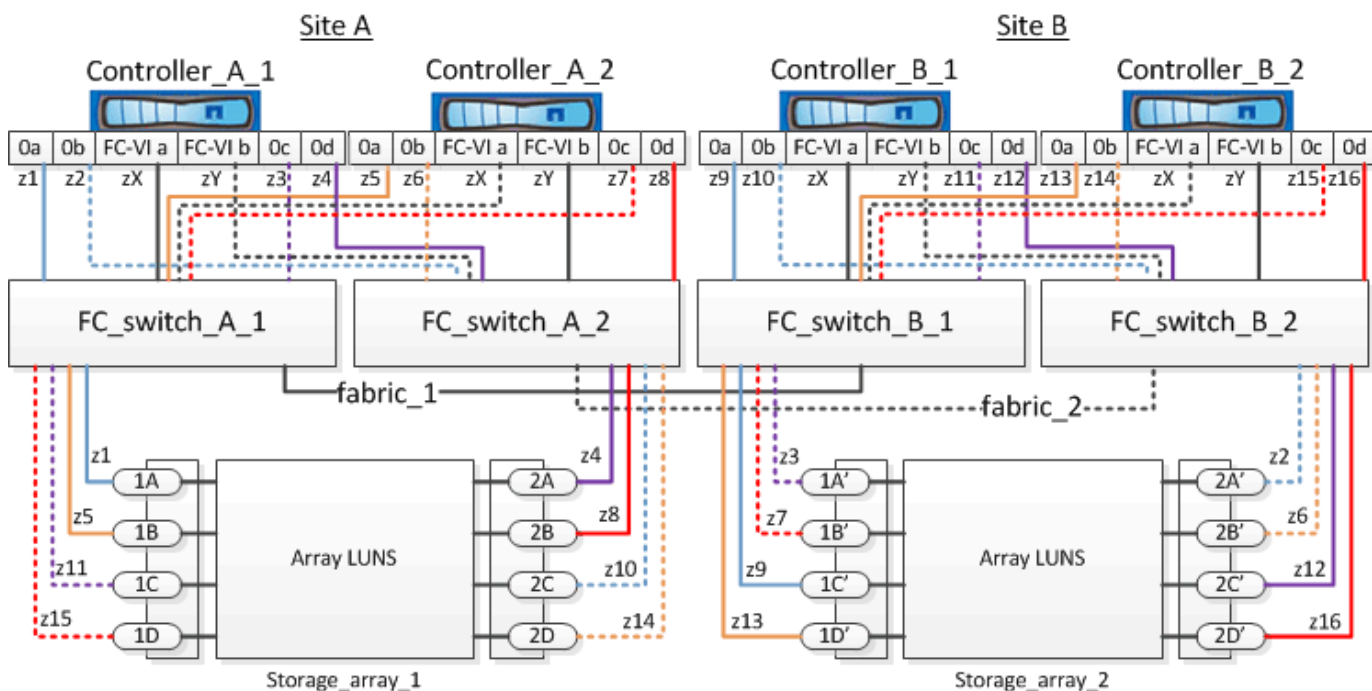 Site A
Site B
Controller_A_1
Controller_A_2
Controller_B_1
Controller_B_2
0a 0b FC-VI a FC-VI b 0c 0d 0a 0b FC-VI a FC-VI b 0c 0d
0a 0b FC-VI a FC-VI b 0c 0d 0a 0b FC-VI a FC-VI b 0c 0d
z1 z2 zX zY z3 z4 z5 z6 zX zY z7 z8
z9 z10 zX zY z11 z12 z13 z14 zX zY z15 z16
FC_switch_A_1
FC_switch_A_2
FC_switch_B_1
FC_switch_B_2
fabric_1
fabric_2
z1 1A
z5 1B
z11 1C
z15 1D
Array LUNS
2A z4
2B z8
2C z10
2D z14
Storage_array_1
z3 1A'
z7 1B'
z9 1C'
z13 1D'
Array LUNS
2A' z2
2B' z6
2C' z12
2D' z16
Storage_array_2